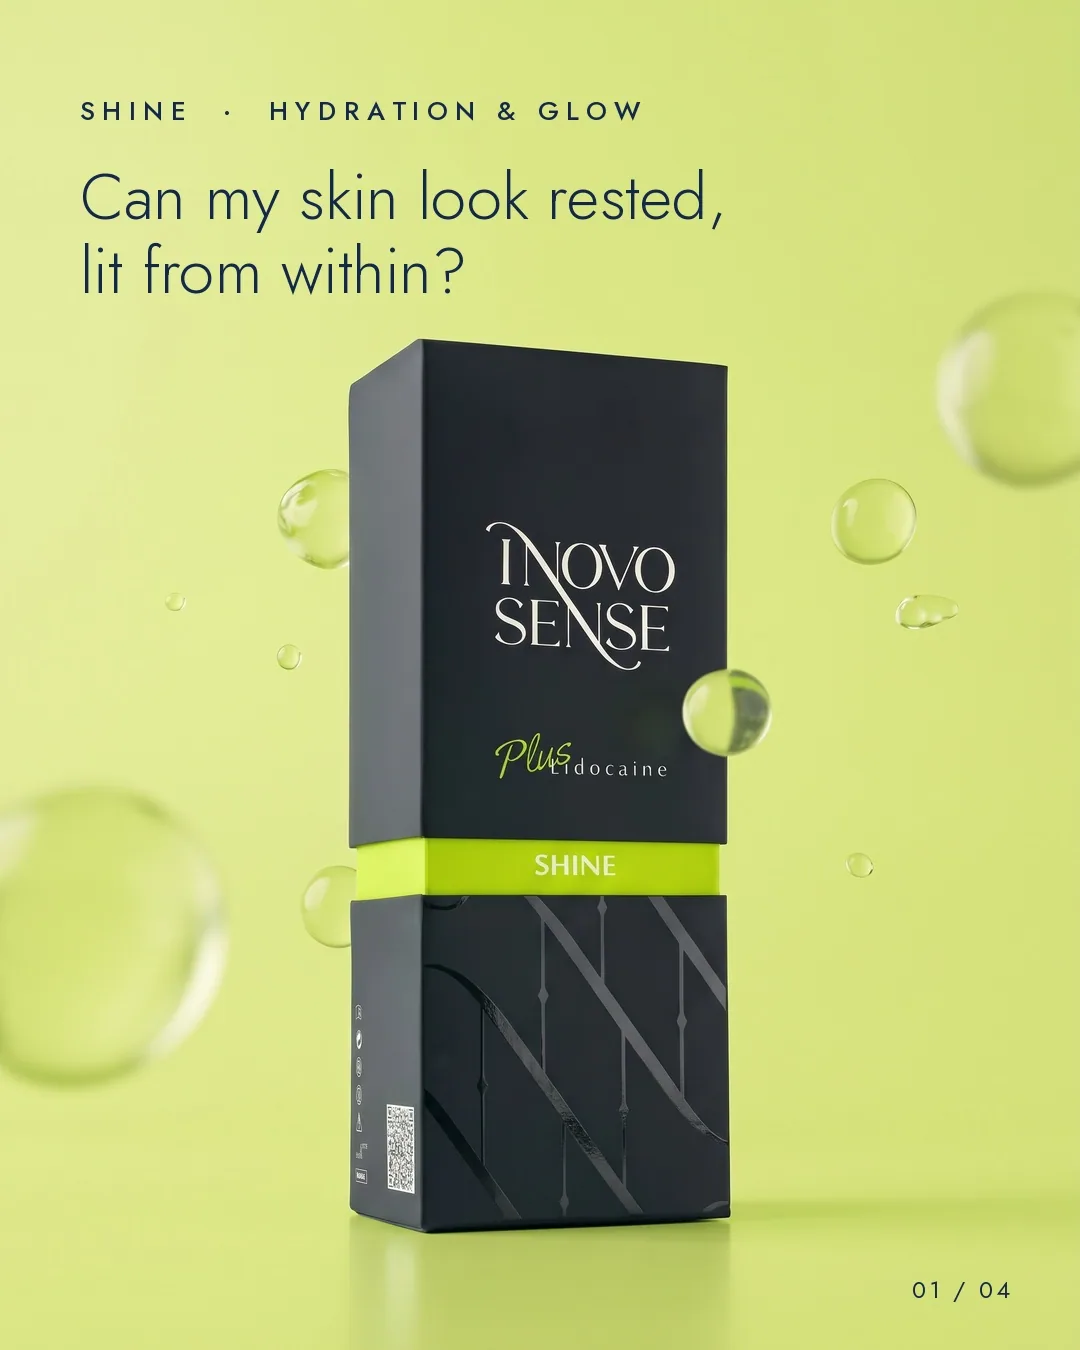 SHINE · HYDRATION & GLOW
Can my skin look rested,
lit from within?
INOVO
SENSE
Plus Lidocaine
SHINE
01 / 04